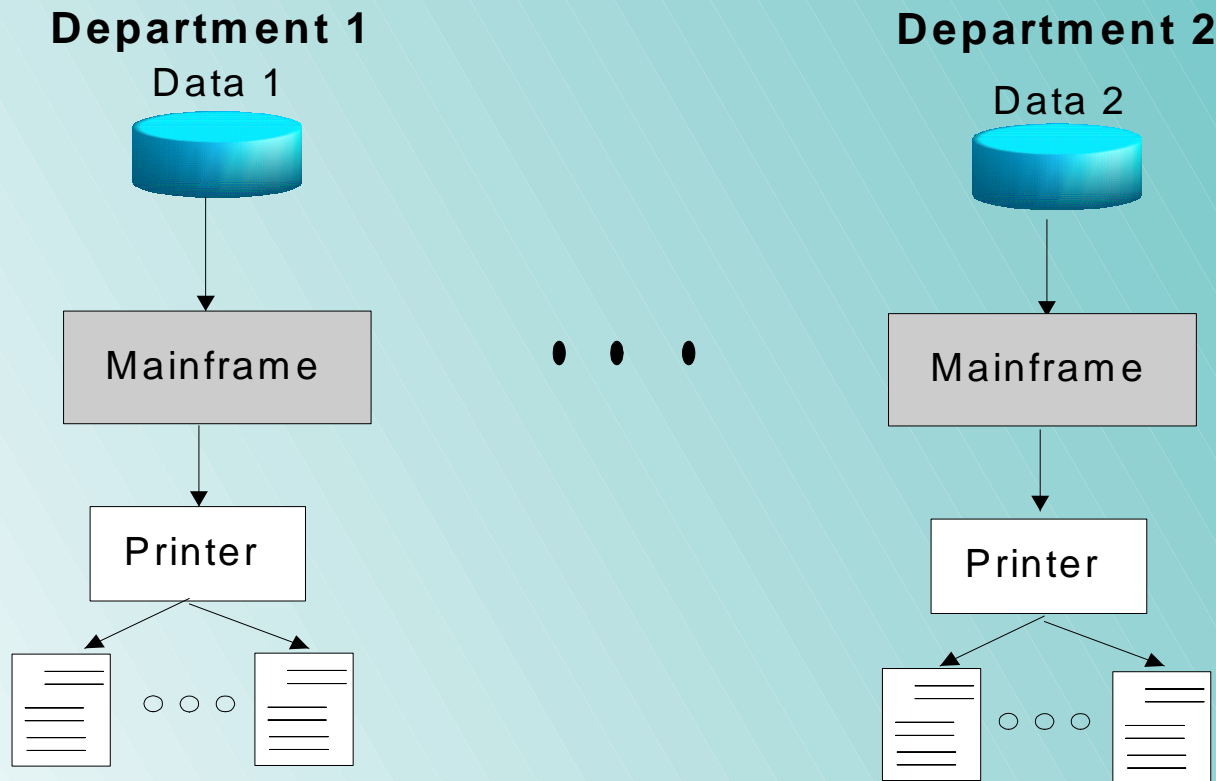 Department 1
Data 1
Mainframe
Printer
Department 2
Data 2
Mainframe
Printer